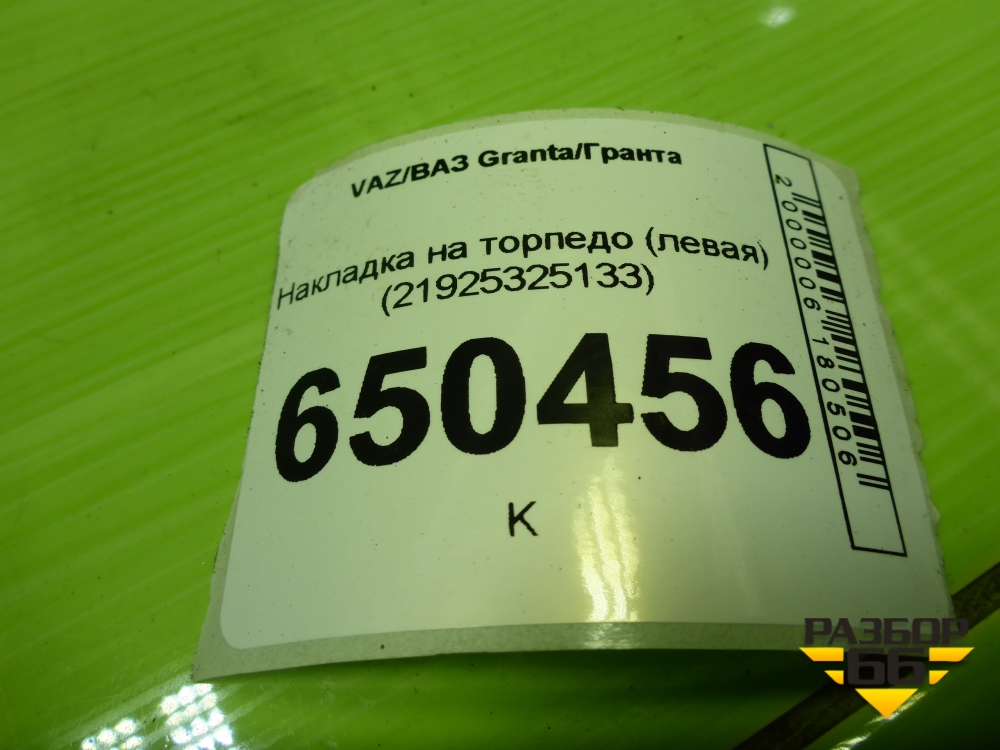 VAZ/ВАЗ Granta/Гранта
Накладка на торпедо (левая)
(21925325133)
650456
К
2000006180506
РАЗБОР
66